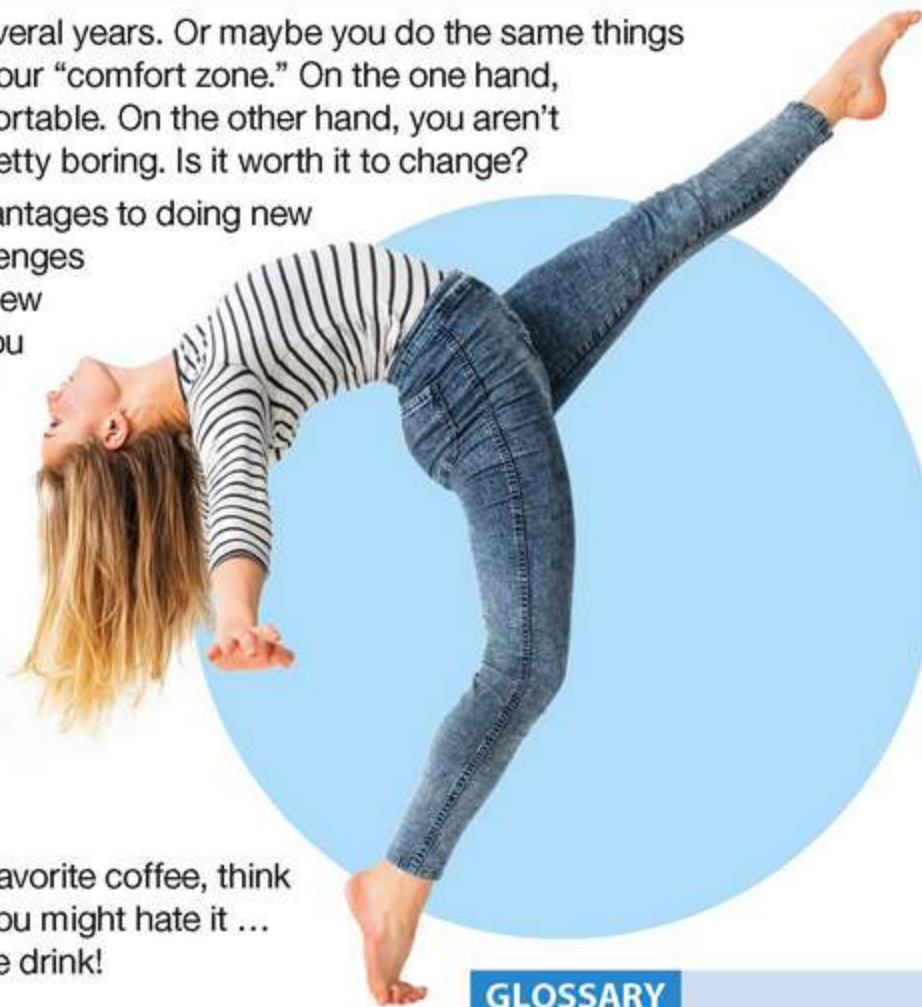 veral years. Or maybe you do the same things
our “comfort zone.” On the one hand,
ortable. On the other hand, you aren’t
etty boring. Is it worth it to change?
antages to doing new
enges
ew
ou
avorite coffee, think
ou might hate it ...
e drink!
GLOSSARY